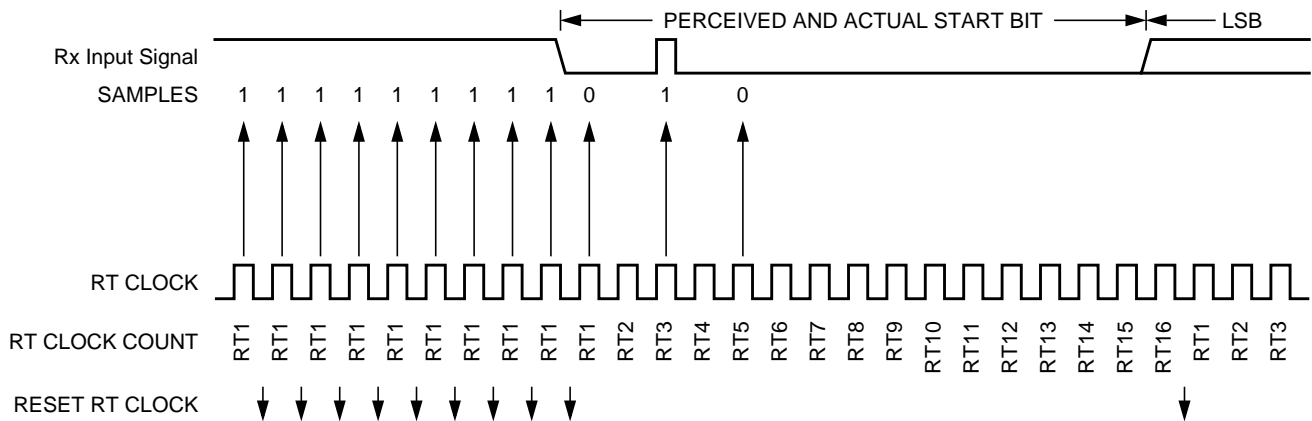 PERCEIVED AND ACTUAL START BIT LSB
Rx Input Signal
SAMPLES 1 1 1 1 1 1 1 1 1 0 1 0
RT CLOCK
RT CLOCK COUNT RT1 RT1 RT1 RT1 RT1 RT1 RT1 RT1 RT1 RT1 RT2 RT3 RT4 RT5 RT6 RT7 RT8 RT9 RT10 RT11 RT12 RT13 RT14 RT15 RT16 RT1 RT2 RT3
RESET RT CLOCK